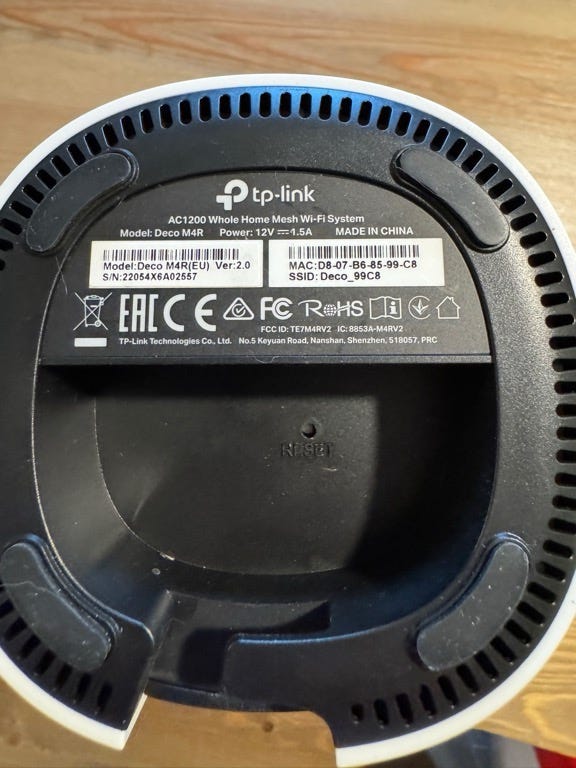 tp-link
AC1200 Whole Home Mesh Wi-Fi System
Model: Deco M4R Power: 12V⎓1.5A MADE IN CHINA
Model:Deco M4R(EU) Ver:2.0
S/N:22054X6A02557
MAC:D8-07-B6-85-99-C8
SSID: Deco_99C8
EAC CE FC RoHS
FCC ID: TE7M4RV2 IC: 8853A-M4RV2
TP-Link Technologies Co., Ltd. No.5 Keyuan Road, Nanshan, Shenzhen, 518057, PRC
RESET